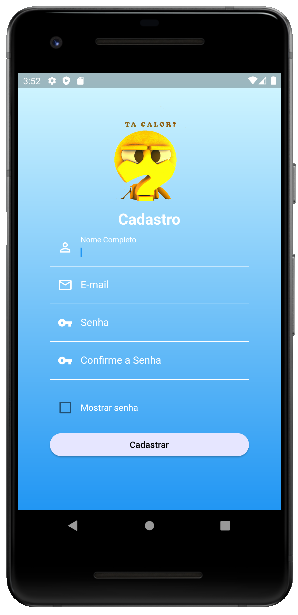 3:52
TA CALOR?
Cadastro
Nome Completo
E-mail
Senha
Confirme a Senha
Mostrar senha
Cadastrar